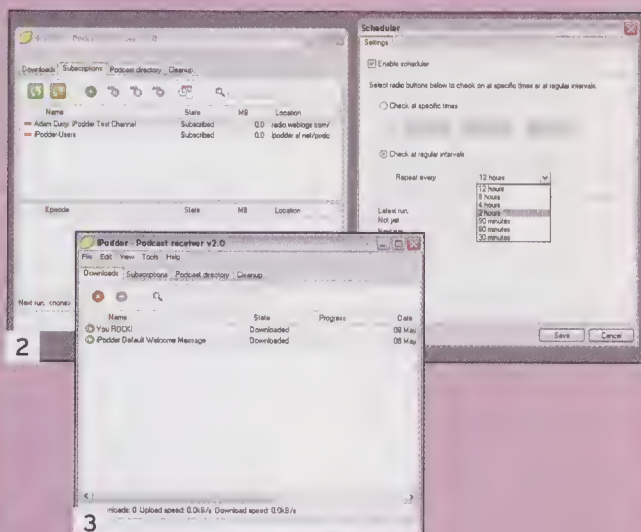 Downloads Subscriptions Podcast directory Cleanup
Name State MB Location
Adam Curry: iPodder Test Channel Subscribed 0.0 radio.weblogs.com/
iPodder-Users Subscribed 0.0 ipodder.sf.net/podc
Episode State MB Location
Next run: (none)
2
Scheduler
Settings
Enable scheduler
Select radio buttons below to check on at specific times or at regular intervals.
Check at specific times
Check at regular intervals
Repeat every 12 hours
12 hours
8 hours
4 hours
2 hours
90 minutes
60 minutes
30 minutes
Latest run:
Not yet
Save Cancel
iPodder - Podcast receiver v2.0
File Edit View Tools Help
Downloads Subscriptions Podcast directory Cleanup
Name State Progress Date
You ROCK! Downloaded 09 May
iPodder Default Welcome Message Downloaded 08 May
nloads: 0 Upload speed: 0.0kB/s Download speed: 0.0kB/s
3